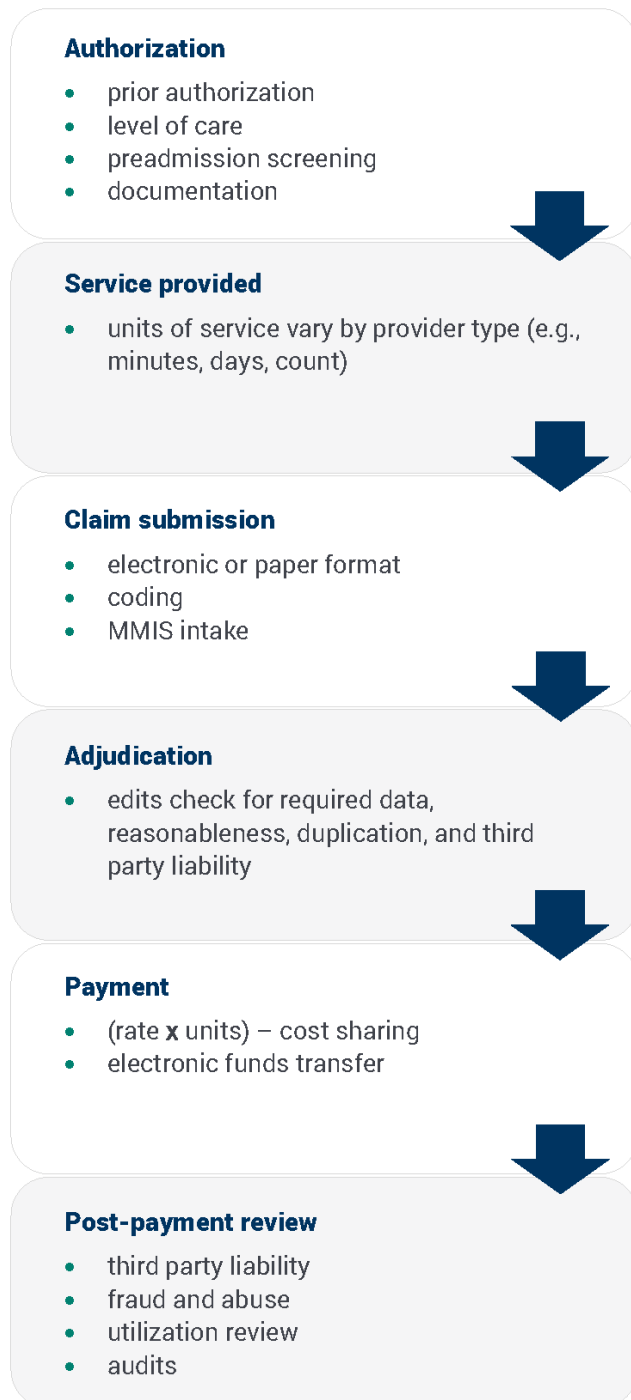 Authorization
• prior authorization
• level of care
• preadmission screening
• documentation
Service provided
• units of service vary by provider type (e.g.,
minutes, days, count)
Claim submission
• electronic or paper format
• coding
• MMIS intake
Adjudication
• edits check for required data,
reasonableness, duplication, and third
party liability
Payment
• (rate x units) – cost sharing
• electronic funds transfer
Post-payment review
• third party liability
• fraud and abuse
• utilization review
• audits